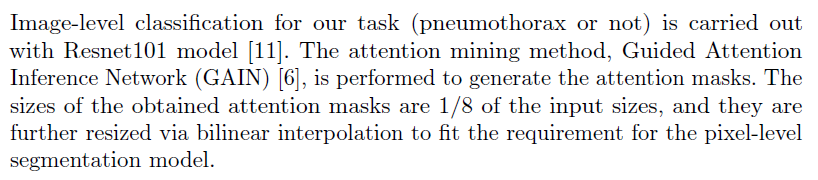 Image-level classification for our task (pneumothorax or not) is carried out
with Resnet101 model [11]. The attention mining method, Guided Attention
Inference Network (GAIN) [6], is performed to generate the attention masks. The
sizes of the obtained attention masks are 1/8 of the input sizes, and they are
further resized via bilinear interpolation to fit the requirement for the pixel-level
segmentation model.